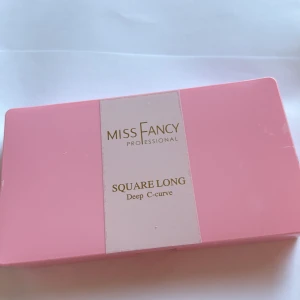 MISS FANCY
PROFESSIONAL
SQUARE LONG
Deep C-curve